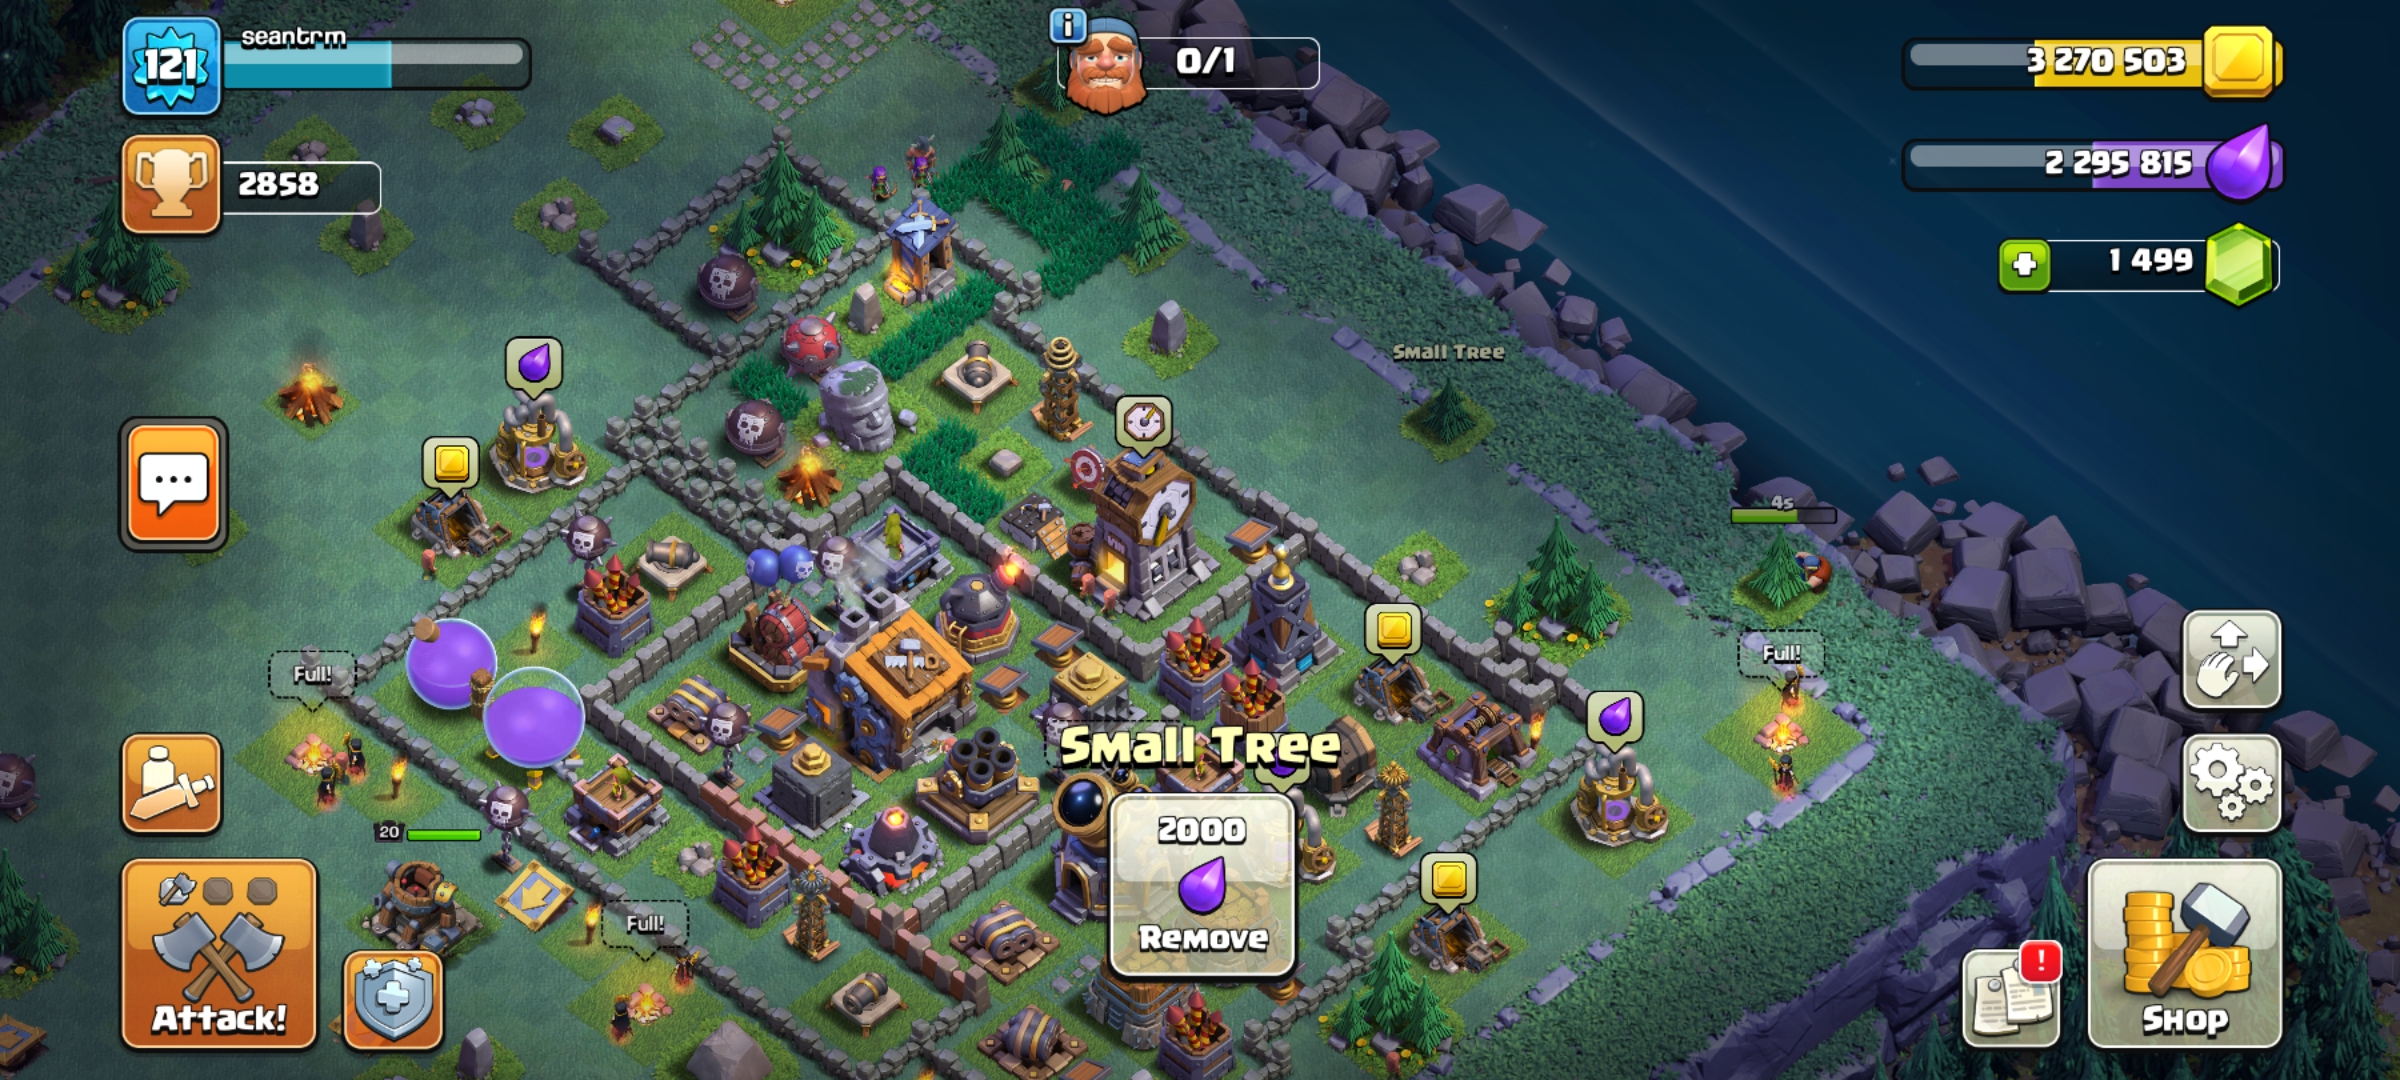 121
seantrm
i
0/1
3 270 503
2858
2 295 815
1 499
Small Tree
4s
Full!
Full!
Small Tree
2000
Remove
20
Full!
Attack!
!
Shop